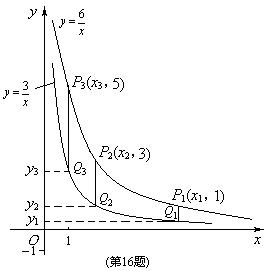 y
y=6/x
P₃(x₃, 5)
y=3/x
P₂(x₂, 3)
y₃
Q₃
P₁(x₁, 1)
y₂
Q₂
Q₁
y₁
O
1
x
-1
(第16题)